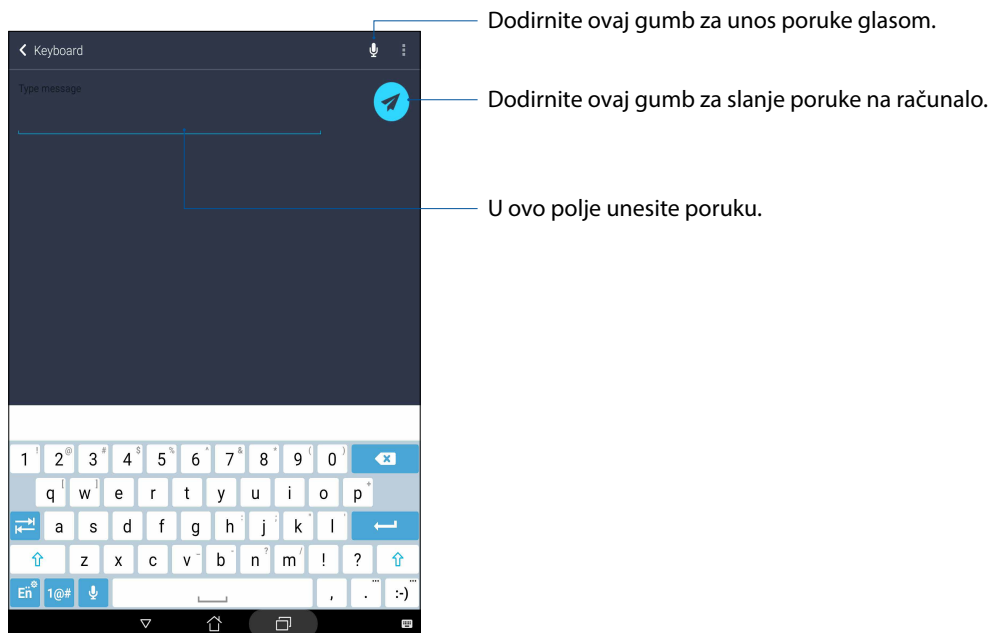 Dodirnite ovaj gumb za unos poruke glasom.
Keyboard
Type message
Dodirnite ovaj gumb za slanje poruke na računalo.
U ovo polje unesite poruku.
1 ! 2 @ 3 # 4 $ 5 % 6 ^ 7 & 8 * 9 ( 0 )
q [ w ] e r t y u i o p +
a s d f g h : j ; k " l '
z x c v - b - n ? m / ! ?
En 1@# , . ... :-) ...